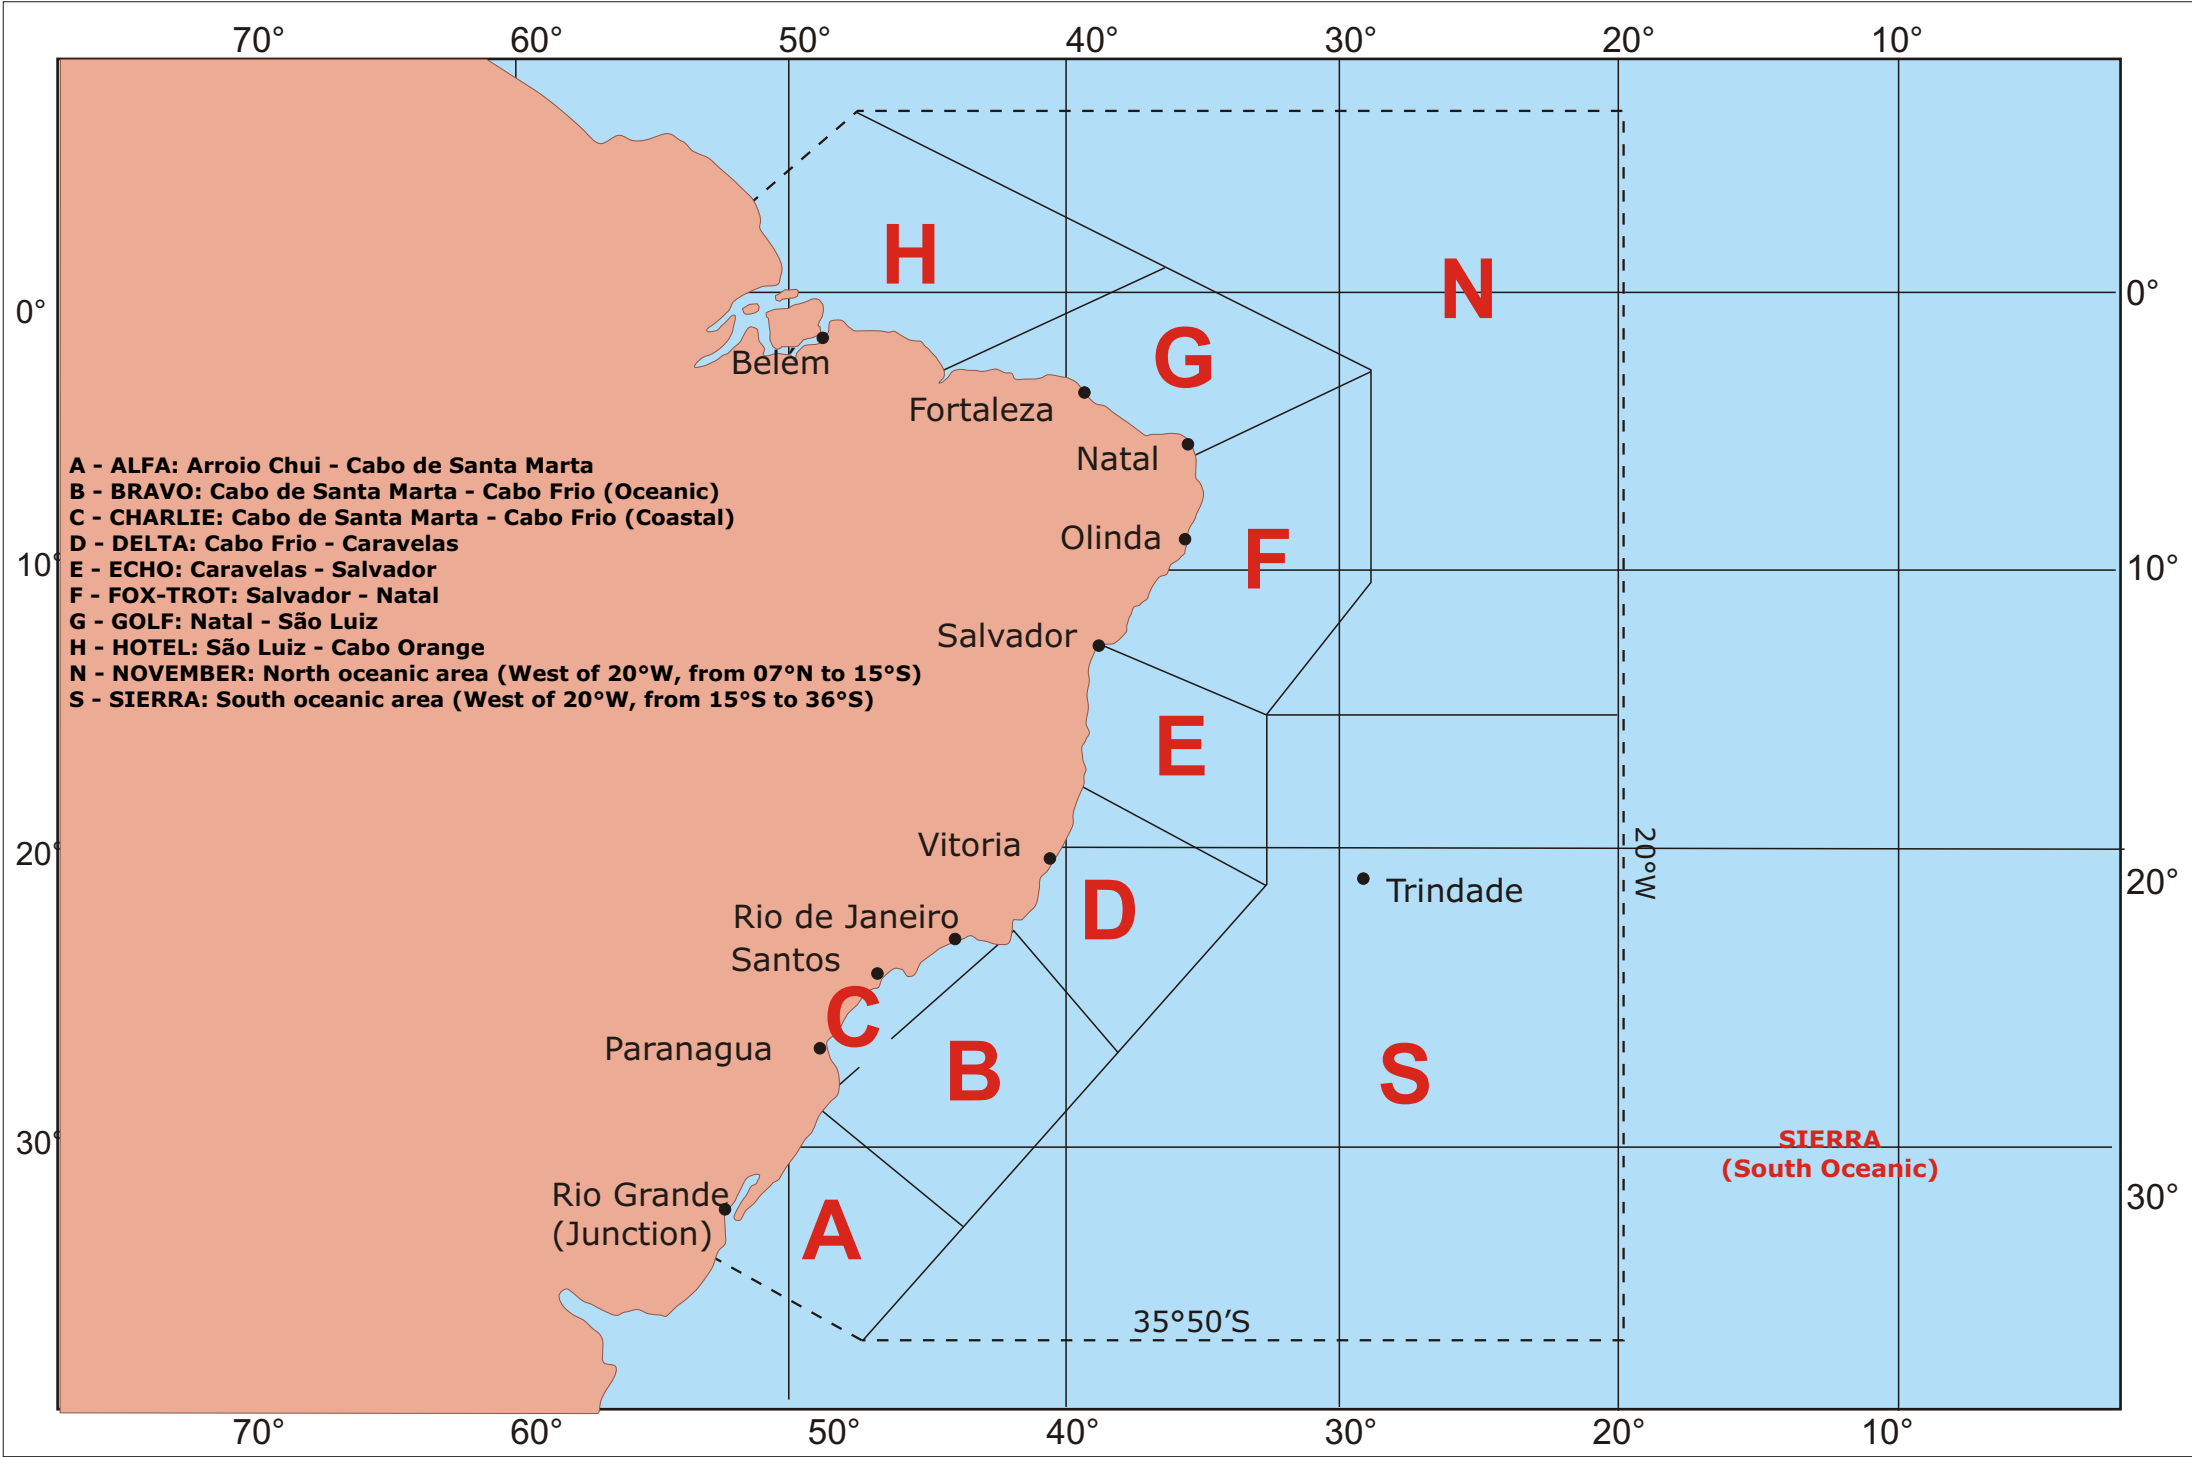 70° 60° 50° 40° 30° 20° 10°
H
N
0° 0°
Belem
G
Fortaleza
Natal
A - ALFA: Arroio Chui - Cabo de Santa Marta
B - BRAVO: Cabo de Santa Marta - Cabo Frio (Oceanic)
C - CHARLIE: Cabo de Santa Marta - Cabo Frio (Coastal)
D - DELTA: Cabo Frio - Caravelas
E - ECHO: Caravelas - Salvador
F - FOX-TROT: Salvador - Natal
G - GOLF: Natal - São Luiz
H - HOTEL: São Luiz - Cabo Orange
N - NOVEMBER: North oceanic area (West of 20°W, from 07°N to 15°S)
S - SIERRA: South oceanic area (West of 20°W, from 15°S to 36°S)
Olinda
F
10° 10°
Salvador
E
Vitoria
20° 20°
20°W
Trindade
D
Rio de Janeiro
Santos
C
Paranagua
B
S
30° 30°
SIERRA
(South Oceanic)
Rio Grande
(Junction)
A
35°50’S
70° 60° 50° 40° 30° 20° 10°